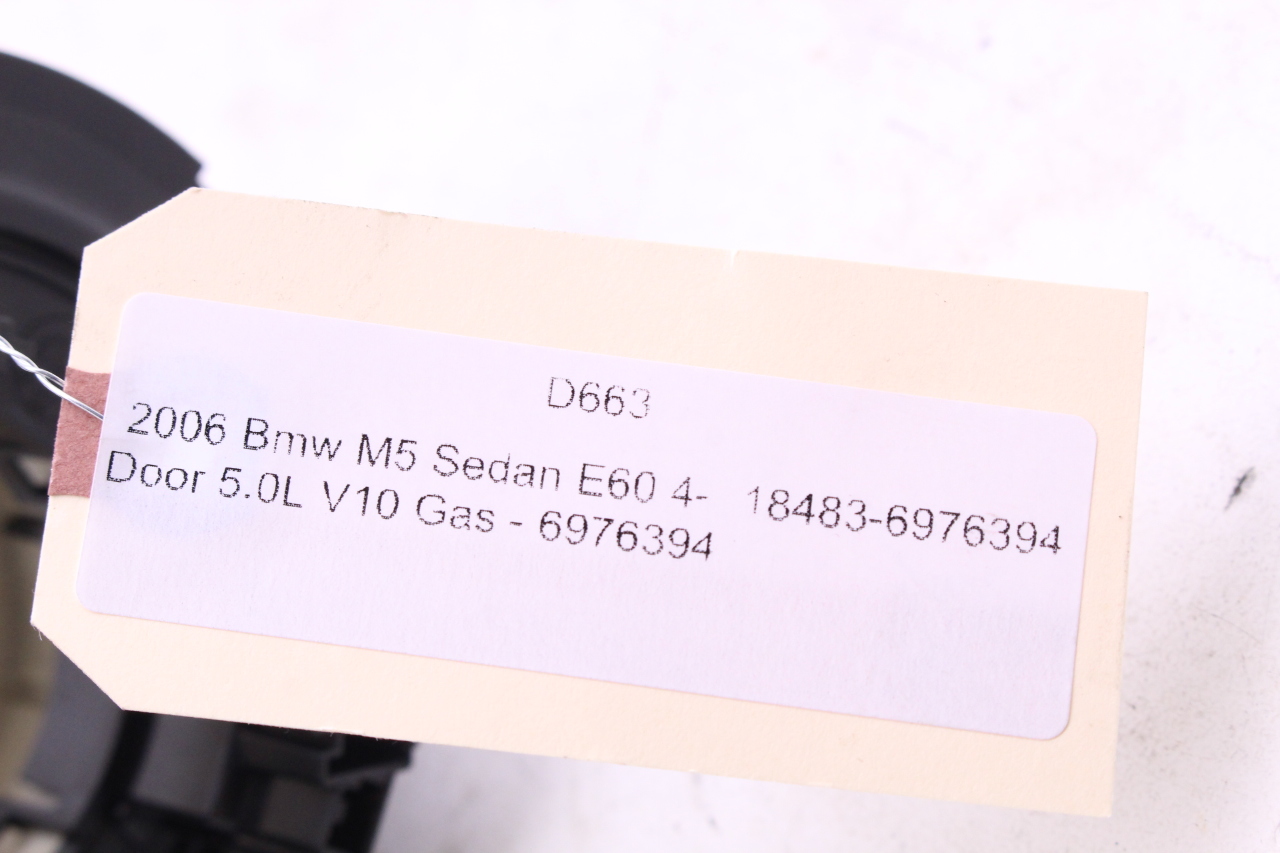 D663
2006 Bmw M5 Sedan E60 4-
Door 5.0L V10 Gas - 6976394
18483-6976394